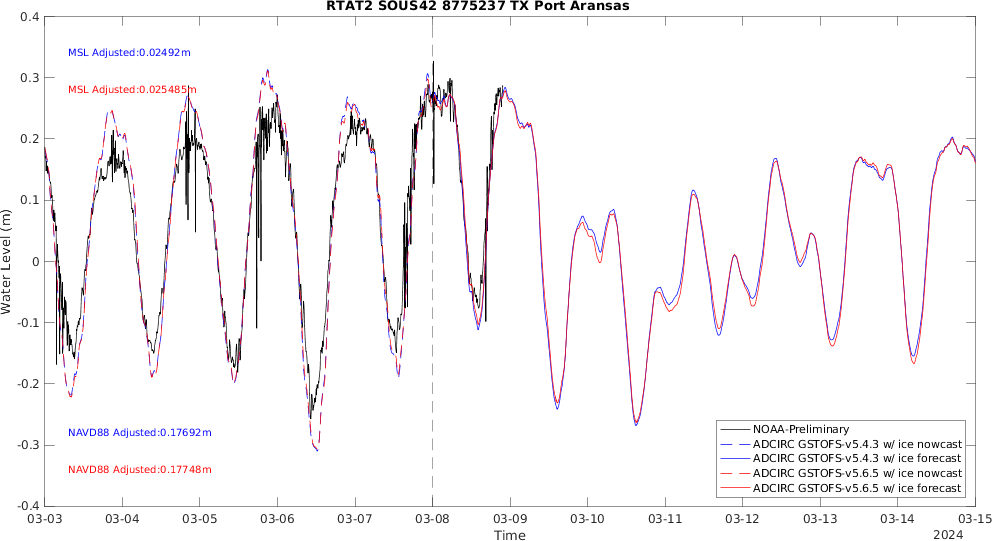 RTAT2 SOUS42 8775237 TX Port Aransas
0.4
0.3
0.2
0.1
0
-0.1
-0.2
-0.3
-0.4
Water Level (m)
MSL Adjusted:0.02492m
MSL Adjusted:0.025485m
NAVD88 Adjusted:0.17692m
NAVD88 Adjusted:0.17748m
NOAA-Preliminary
ADCIRC GSTOFS-v5.4.3 w/ ice nowcast
ADCIRC GSTOFS-v5.4.3 w/ ice forecast
ADCIRC GSTOFS-v5.6.5 w/ ice nowcast
ADCIRC GSTOFS-v5.6.5 w/ ice forecast
03-03 03-04 03-05 03-06 03-07 03-08 03-09 03-10 03-11 03-12 03-13 03-14 03-15
Time
2024